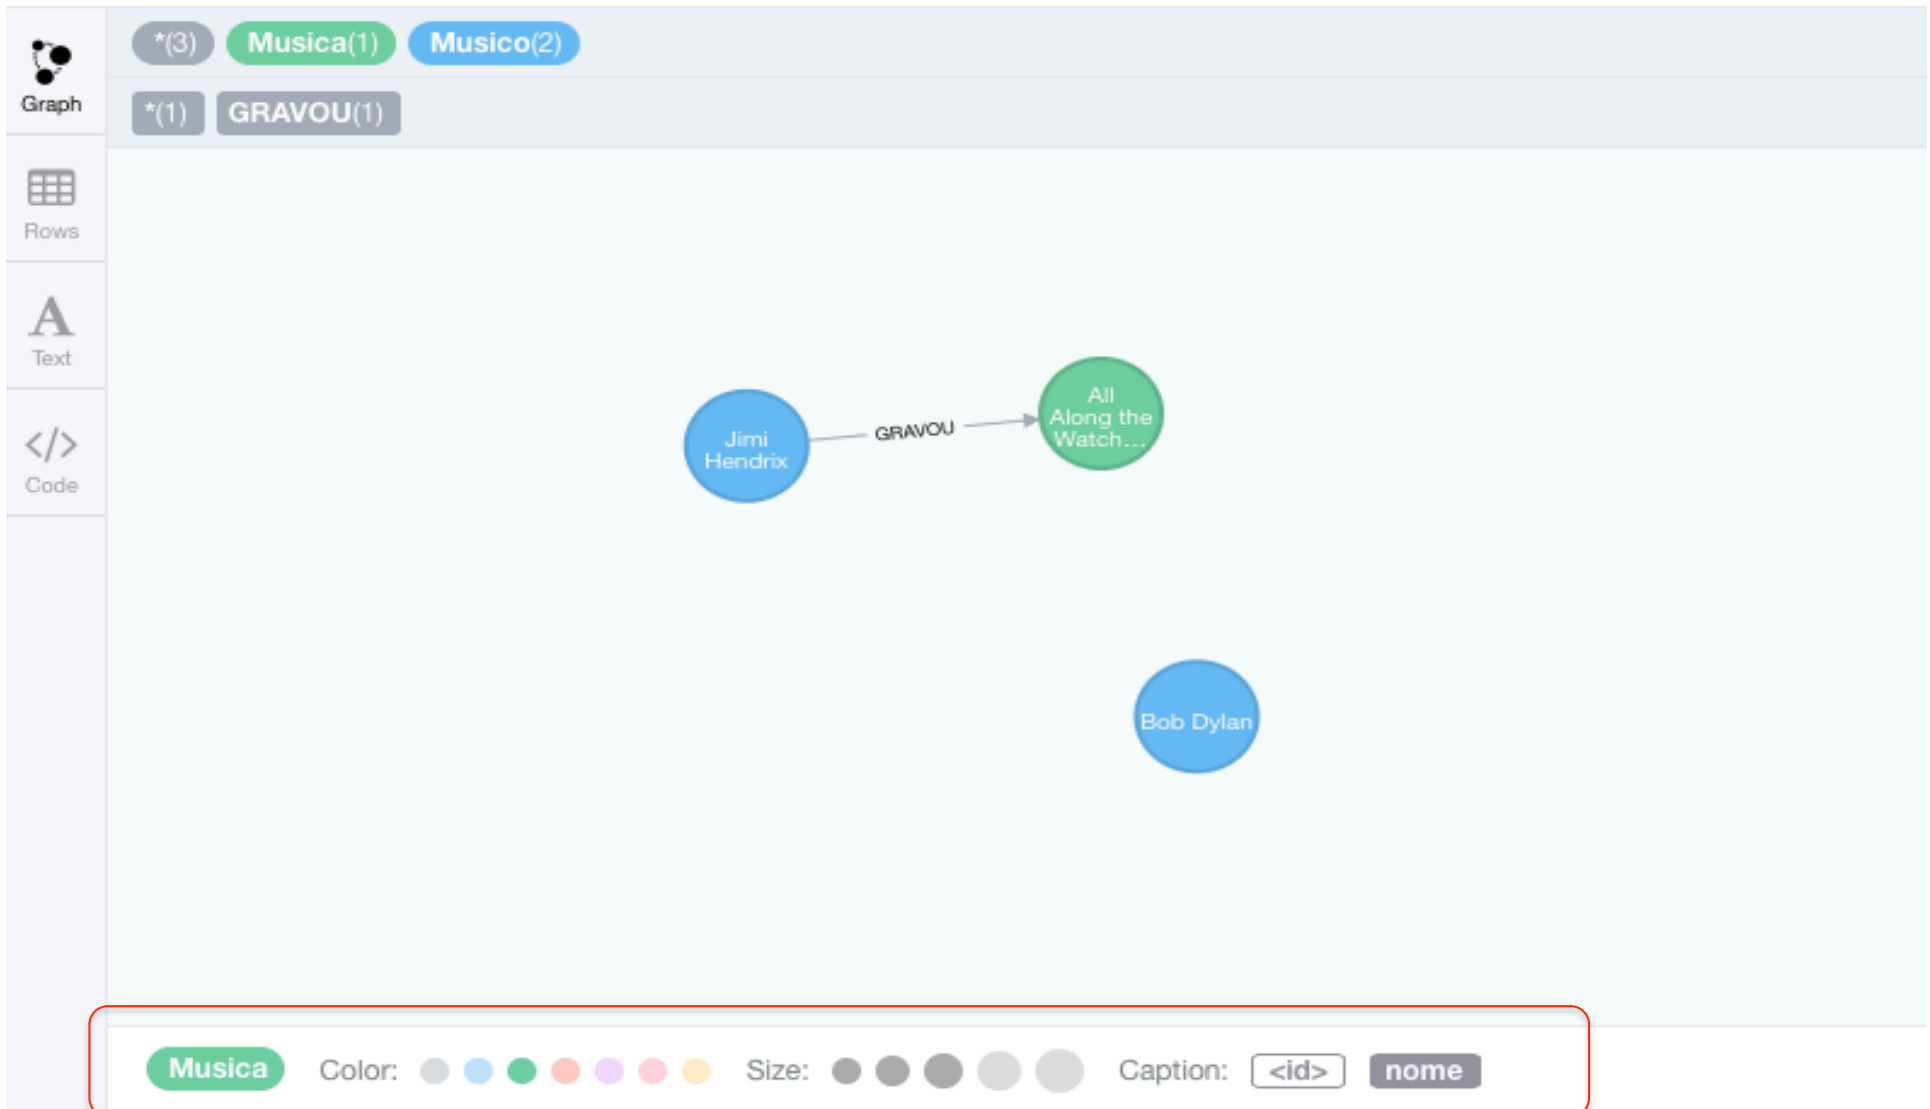 *(3) Musica(1) Musico(2)
Graph
*(1) GRAVOU(1)
Rows
Text
Code
Jimi
Hendrix
GRAVOU
All
Along the
Watch...
Bob Dylan
Musica Color: Size: Caption: <id> nome